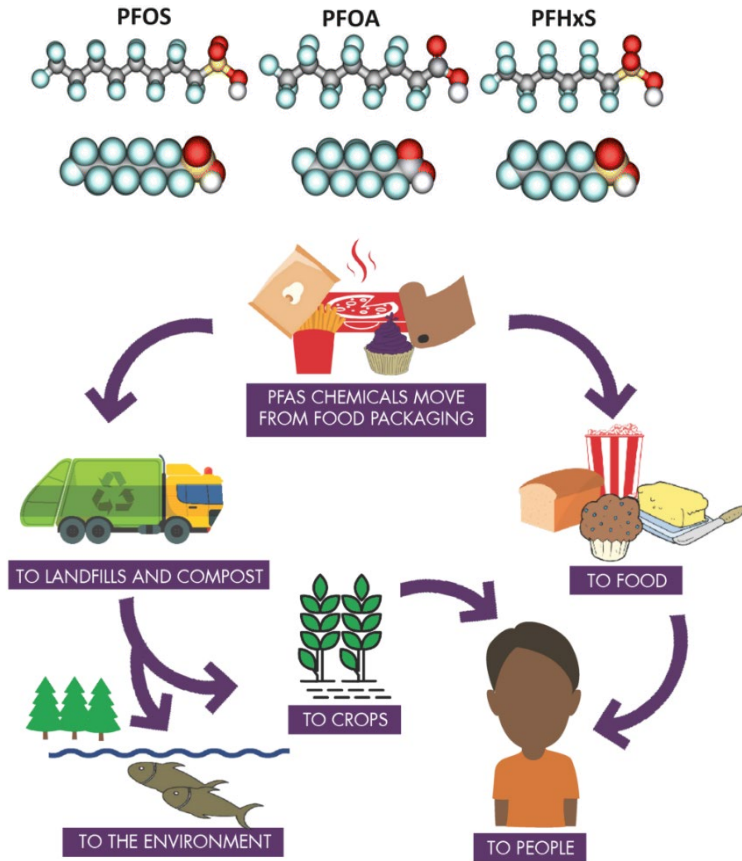 PFOS
PFOA
PFHxS
PFAS CHEMICALS MOVE
FROM FOOD PACKAGING
TO LANDFILLS AND COMPOST
TO FOOD
TO CROPS
TO THE ENVIRONMENT
TO PEOPLE